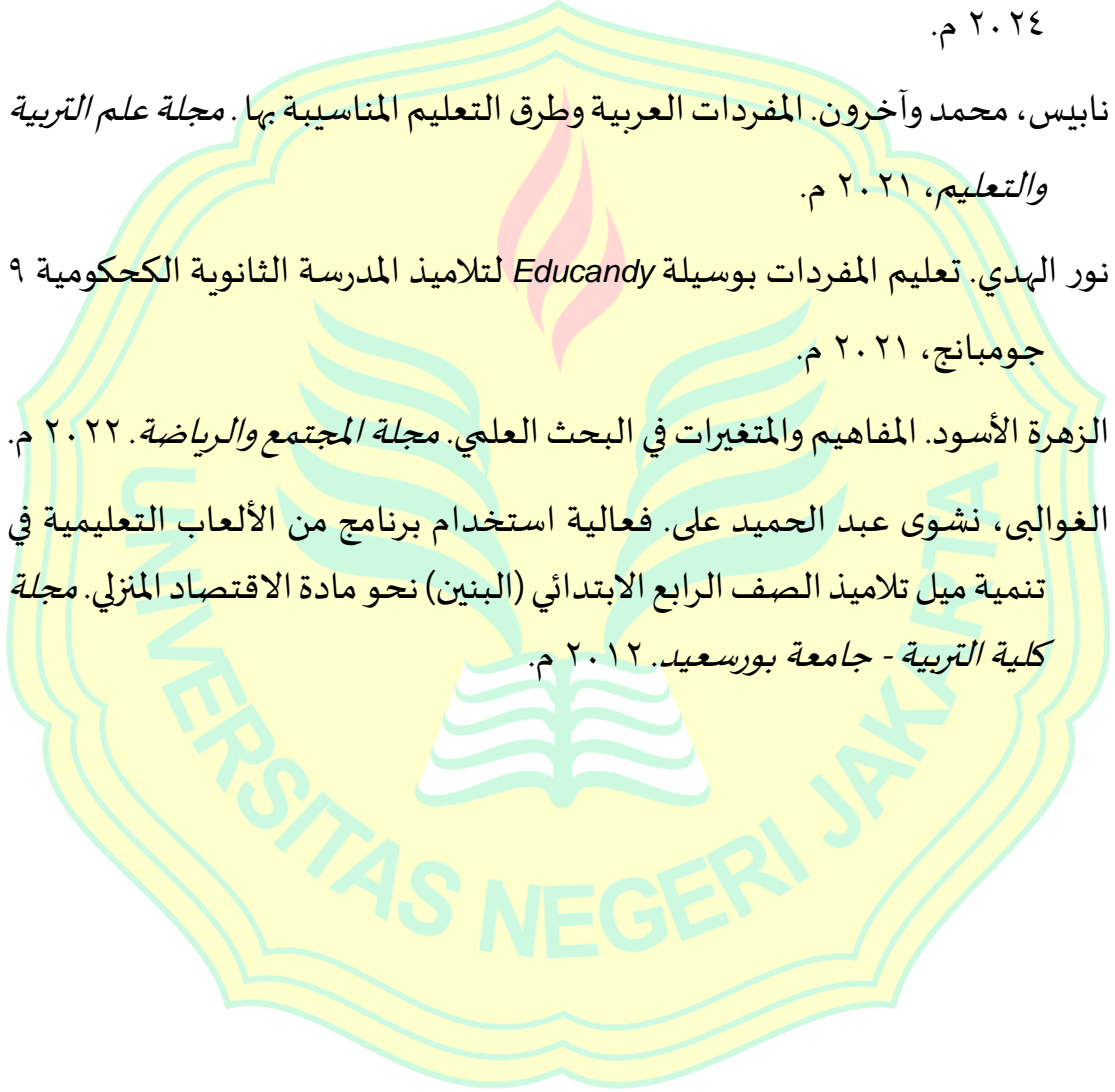 ٢٠٢٤ م.
نابيس، محمد وآخرون. المفردات العربية وطرق التعليم المناسيبة بها. مجلة علم التربية
والتعليم، ٢٠٢١ م.
نور الهدي. تعليم المفردات بوسيلة Educandy لتلاميذ المدرسة الثانوية الكحكومية ٩
جومبانج، ٢٠٢١ م.
الزهرة الأسود. المفاهيم والمتغيرات في البحث العلمي. مجلة المجتمع والرياضة. ٢٠٢٢ م.
الغوالبى، نشوى عبد الحميد على. فعالية استخدام برنامج من الألعاب التعليمية في
تنمية ميل تلاميذ الصف الرابع الابتدائي (البنين) نحو مادة الاقتصاد المنزلي. مجلة
كلية التربية - جامعة بورسعيد. ٢٠١٢ م.
UNIVERSITAS NEGERI JAKARTA